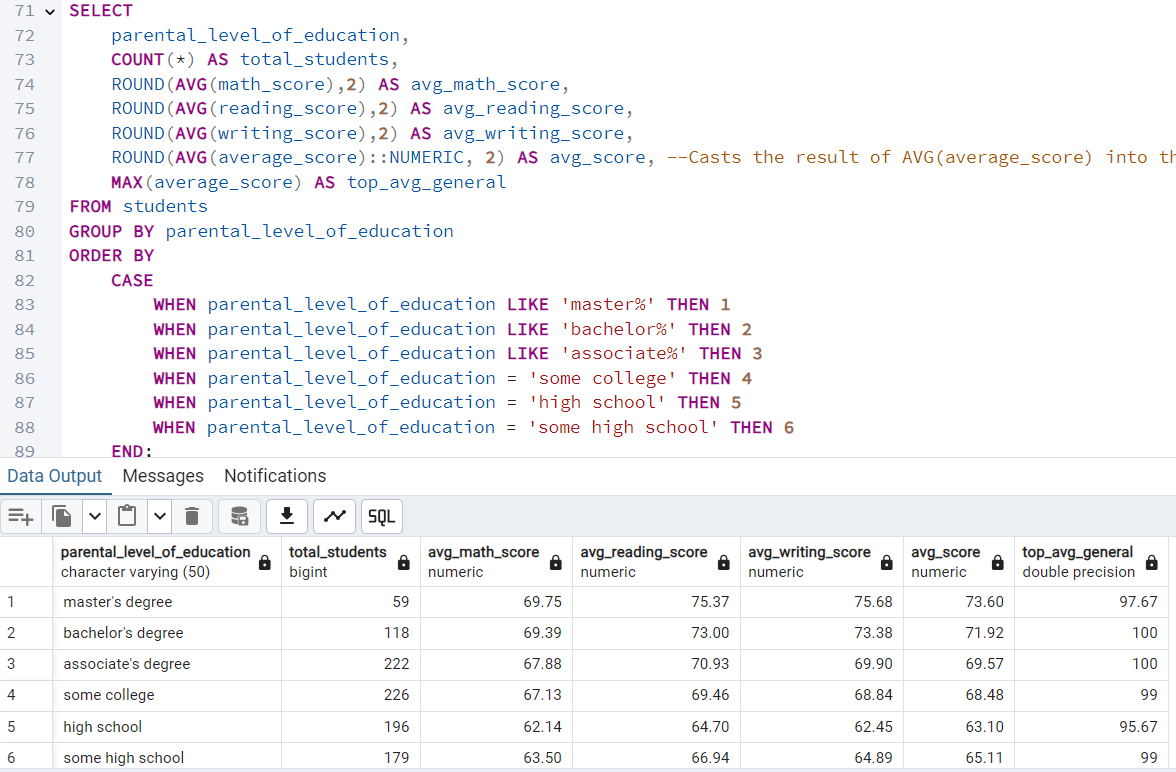 71 SELECT
72 parental_level_of_education,
73 COUNT(*) AS total_students,
74 ROUND(AVG(math_score),2) AS avg_math_score,
75 ROUND(AVG(reading_score),2) AS avg_reading_score,
76 ROUND(AVG(writing_score),2) AS avg_writing_score,
77 ROUND(AVG(average_score)::NUMERIC, 2) AS avg_score, --Casts the result of AVG(average_score) into th
78 MAX(average_score) AS top_avg_general
79 FROM students
80 GROUP BY parental_level_of_education
81 ORDER BY
82 CASE
83 WHEN parental_level_of_education LIKE 'master%' THEN 1
84 WHEN parental_level_of_education LIKE 'bachelor%' THEN 2
85 WHEN parental_level_of_education LIKE 'associate%' THEN 3
86 WHEN parental_level_of_education = 'some college' THEN 4
87 WHEN parental_level_of_education = 'high school' THEN 5
88 WHEN parental_level_of_education = 'some high school' THEN 6
89 END;
Data Output Messages Notifications
SQL
parental_level_of_education total_students avg_math_score avg_reading_score avg_writing_score avg_score top_avg_general
character varying (50) bigint numeric numeric numeric numeric double precision
1 master's degree 59 69.75 75.37 75.68 73.60 97.67
2 bachelor's degree 118 69.39 73.00 73.38 71.92 100
3 associate's degree 222 67.88 70.93 69.90 69.57 100
4 some college 226 67.13 69.46 68.84 68.48 99
5 high school 196 62.14 64.70 62.45 63.10 95.67
6 some high school 179 63.50 66.94 64.89 65.11 99